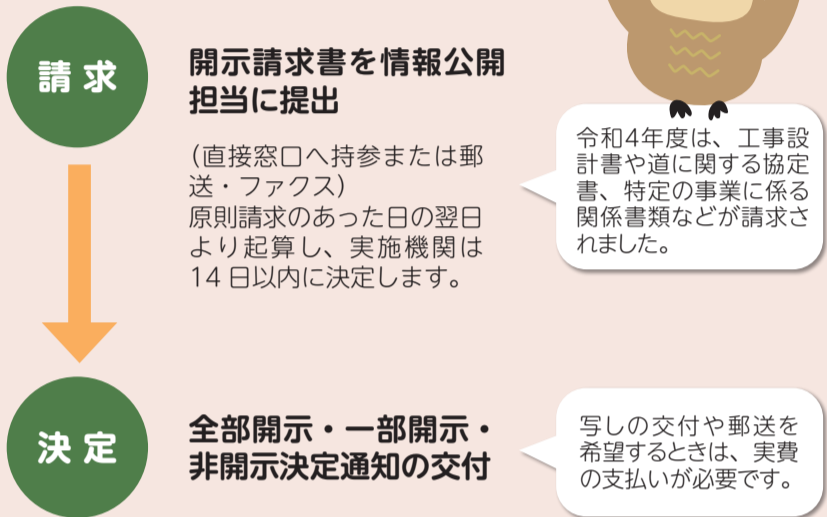 請求
開示請求書を情報公開
担当に提出
(直接窓口へ持参または郵
送・ファクス)
原則請求のあった日の翌日
より起算し、実施機関は
14日以内に決定します。
令和4年度は、工事設
計書や道に関する協定
書、特定の事業に係る
関係書類などが請求さ
れました。
決定
全部開示・一部開示・
非開示決定通知の交付
写しの交付や郵送を
希望するときは、実費
の支払いが必要です。